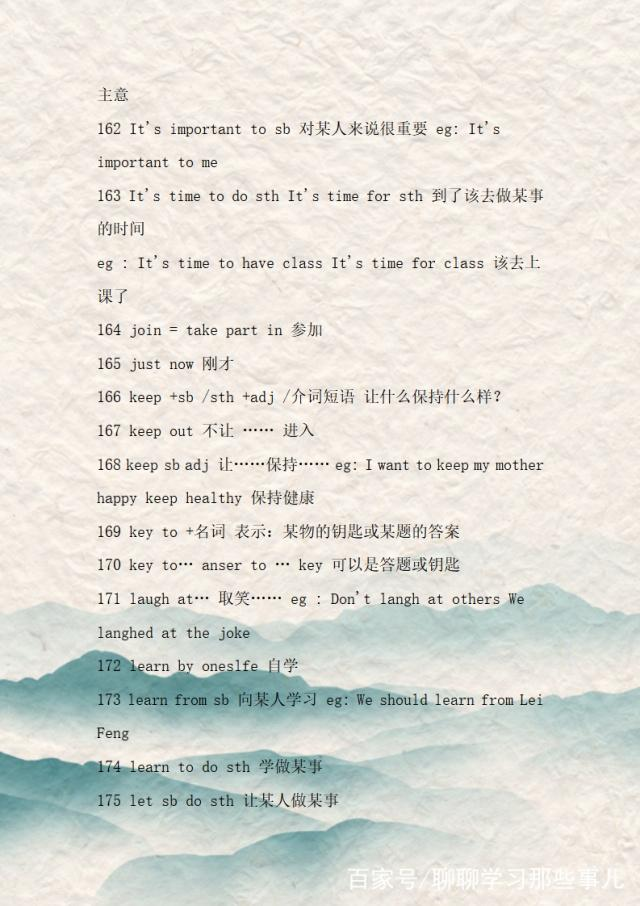 主意
162 It's important to sb 对某人来说很重要 eg: It's
important to me
163 It's time to do sth It's time for sth 到了该去做某事
的时间
eg : It's time to have class It's time for class 该去上
课了
164 join = take part in 参加
165 just now 刚才
166 keep +sb /sth +adj /介词短语 让什么保持什么样?
167 keep out 不让 …… 进入
168 keep sb adj 让……保持…… eg: I want to keep my mother
happy keep healthy 保持健康
169 key to +名词 表示: 某物的钥匙或某题的答案
170 key to… anser to … key 可以是答题或钥匙
171 laugh at… 取笑…… eg : Don't langh at others We
langhed at the joke
172 learn by oneslfe 自学
173 learn from sb 向某人学习 eg: We should learn from Lei
Feng
174 learn to do sth 学做某事
175 let sb do sth 让某人做某事
百家号/聊聊学习那些事儿